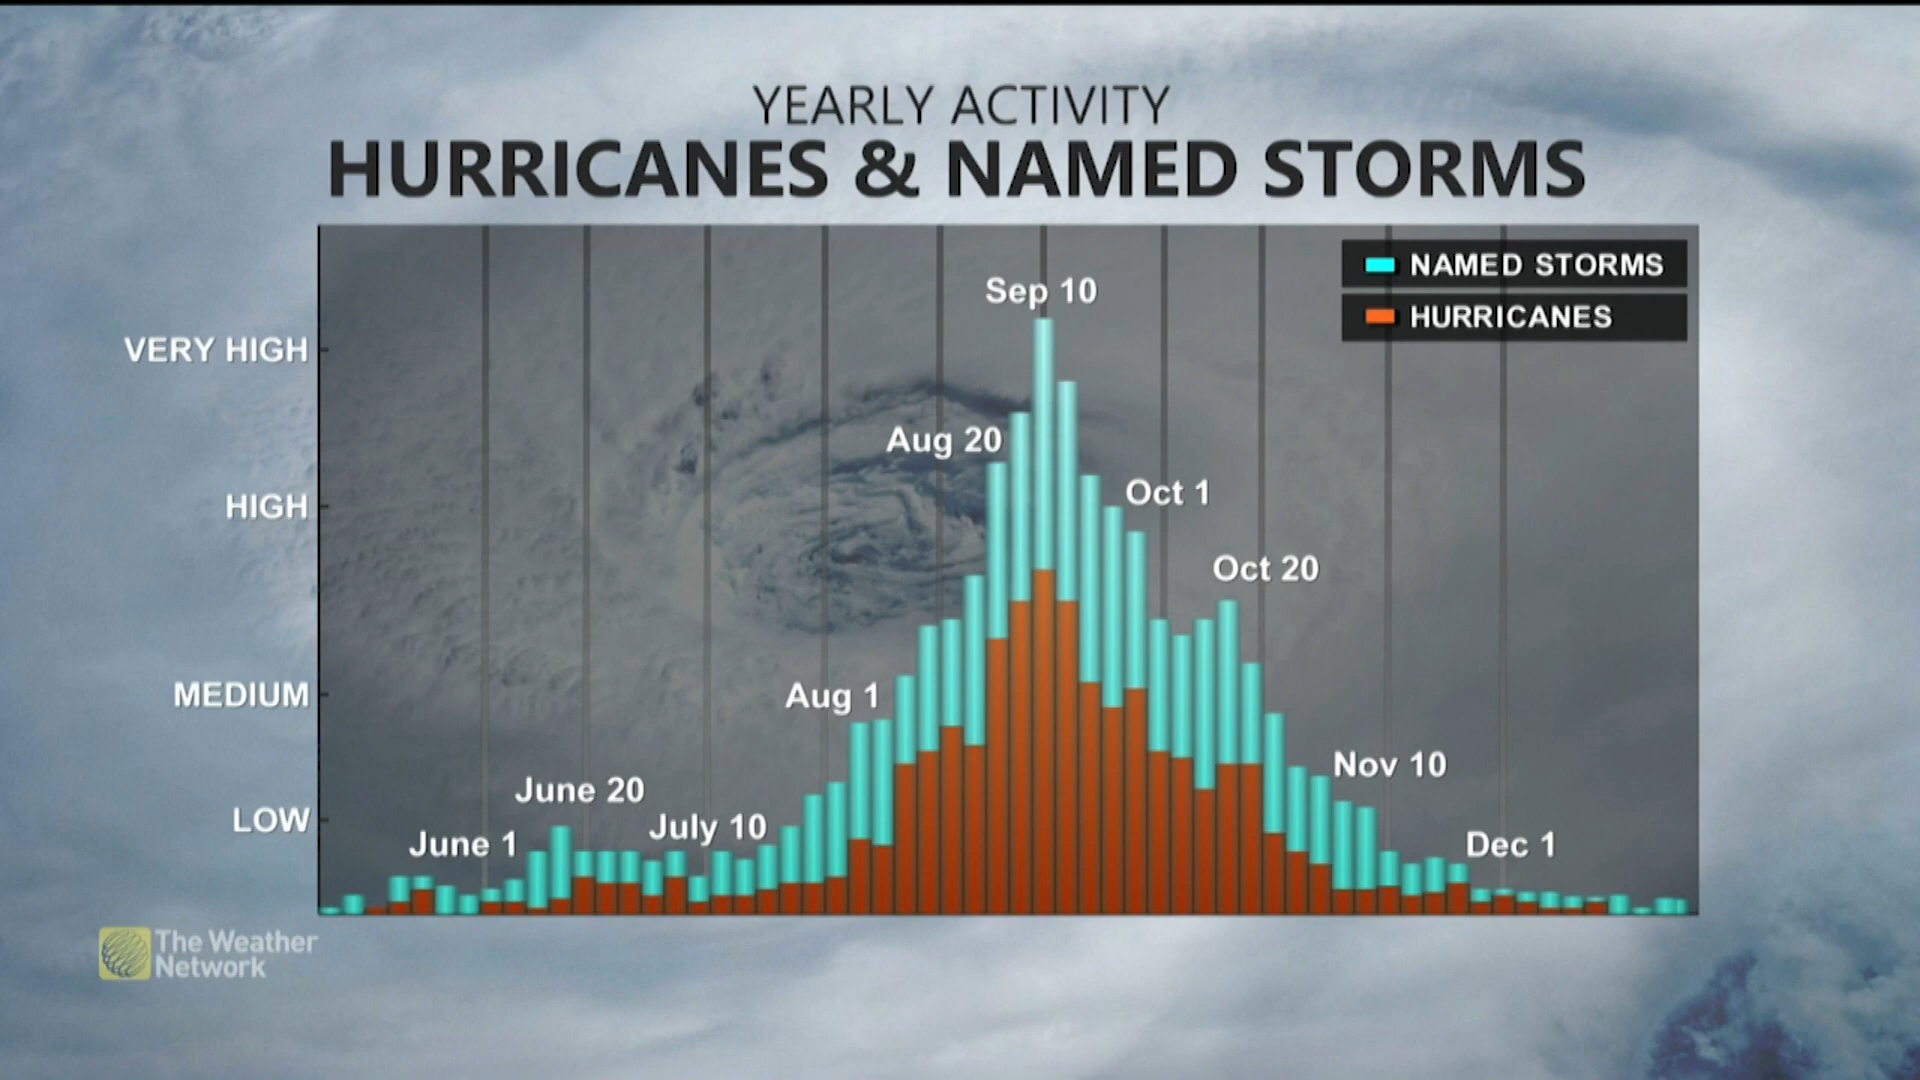 YEARLY ACTIVITY
HURRICANES & NAMED STORMS
NAMED STORMS
HURRICANES
VERY HIGH
HIGH
MEDIUM
LOW
Sep 10
Aug 20
Oct 1
Oct 20
Aug 1
Nov 10
June 20
July 10
June 1
Dec 1
The Weather
Network